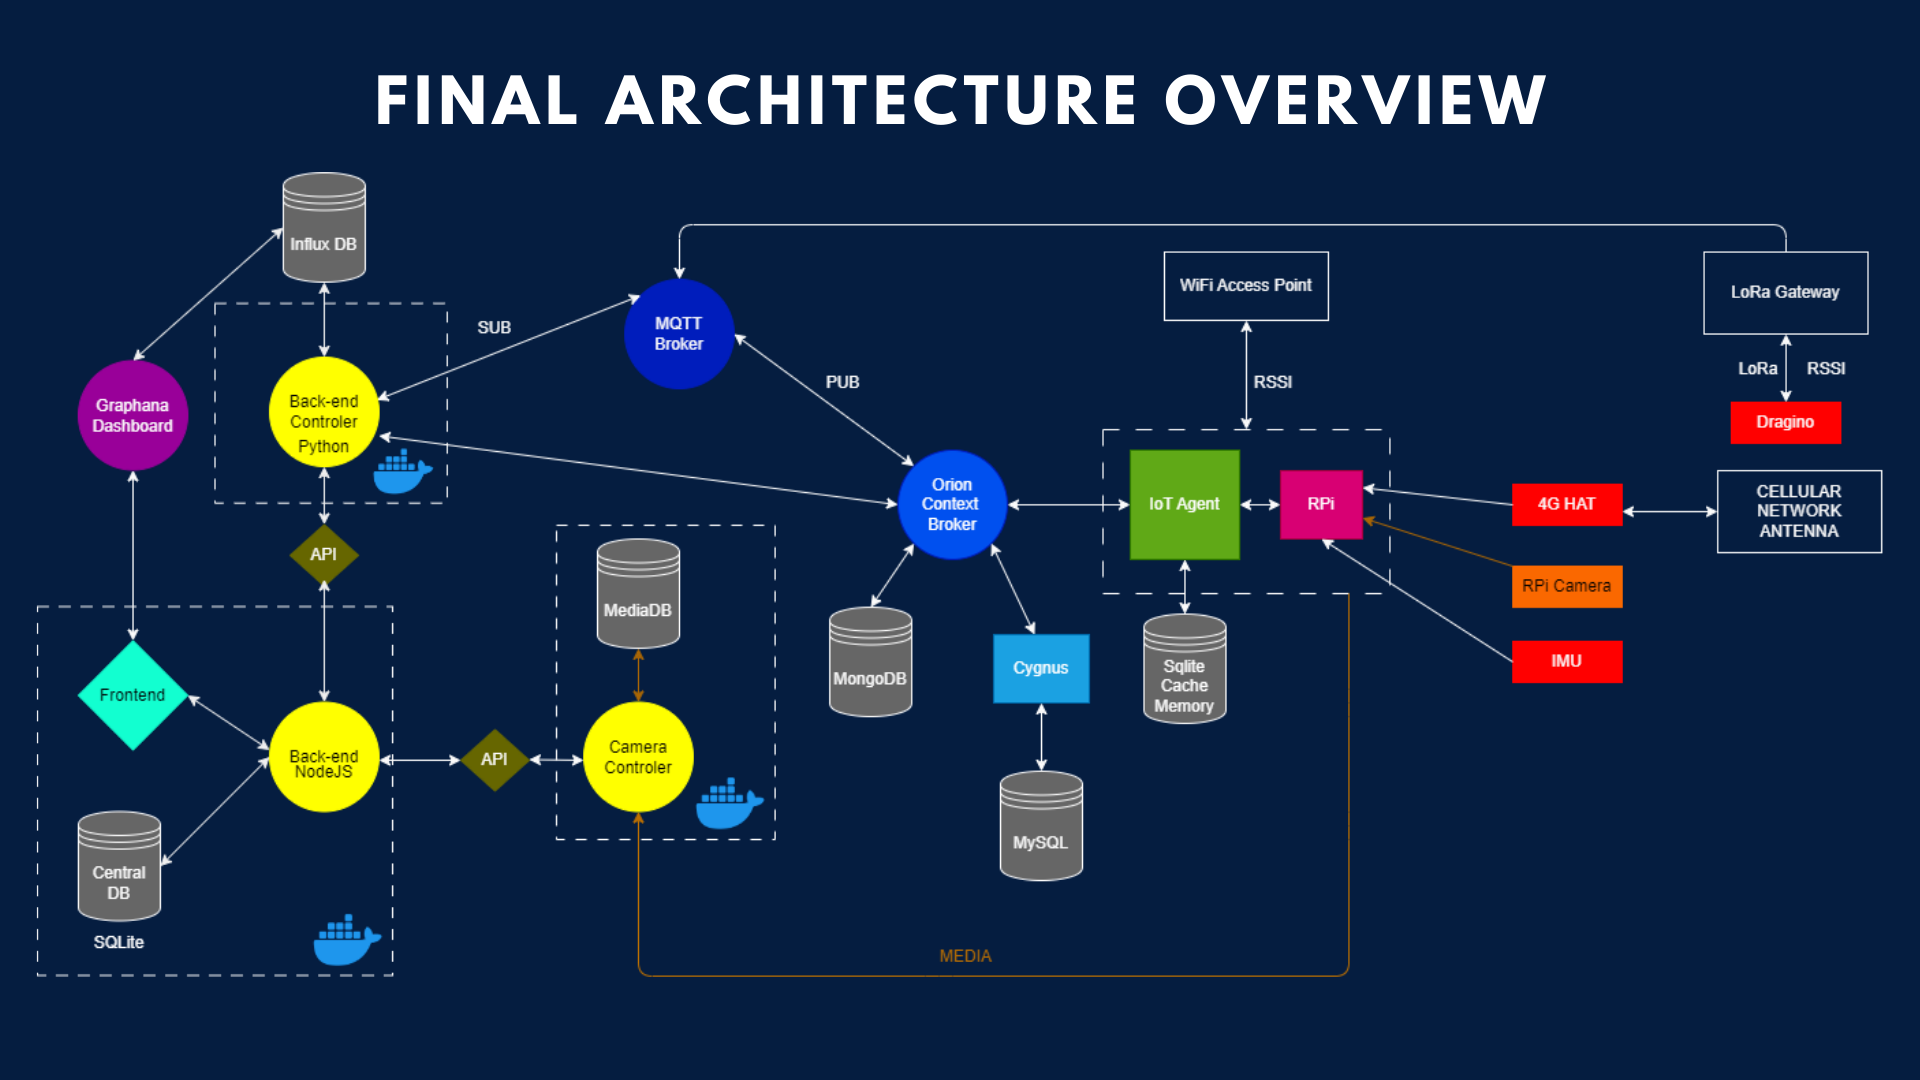 FINAL ARCHITECTURE OVERVIEW
Influx DB
Graphana
Dashboard
Back-end
Controler
Python
SUB
MQTT
Broker
PUB
WiFi Access Point
RSSI
LoRa Gateway
LoRa
RSSI
Dragino
Orion
Context
Broker
IoT Agent
RPi
4G HAT
CELLULAR
NETWORK
ANTENNA
RPi Camera
IMU
API
MediaDB
MongoDB
Cygnus
Sqlite
Cache
Memory
Frontend
Back-end
NodeJS
API
Camera
Controler
MySQL
Central
DB
SQLite
MEDIA